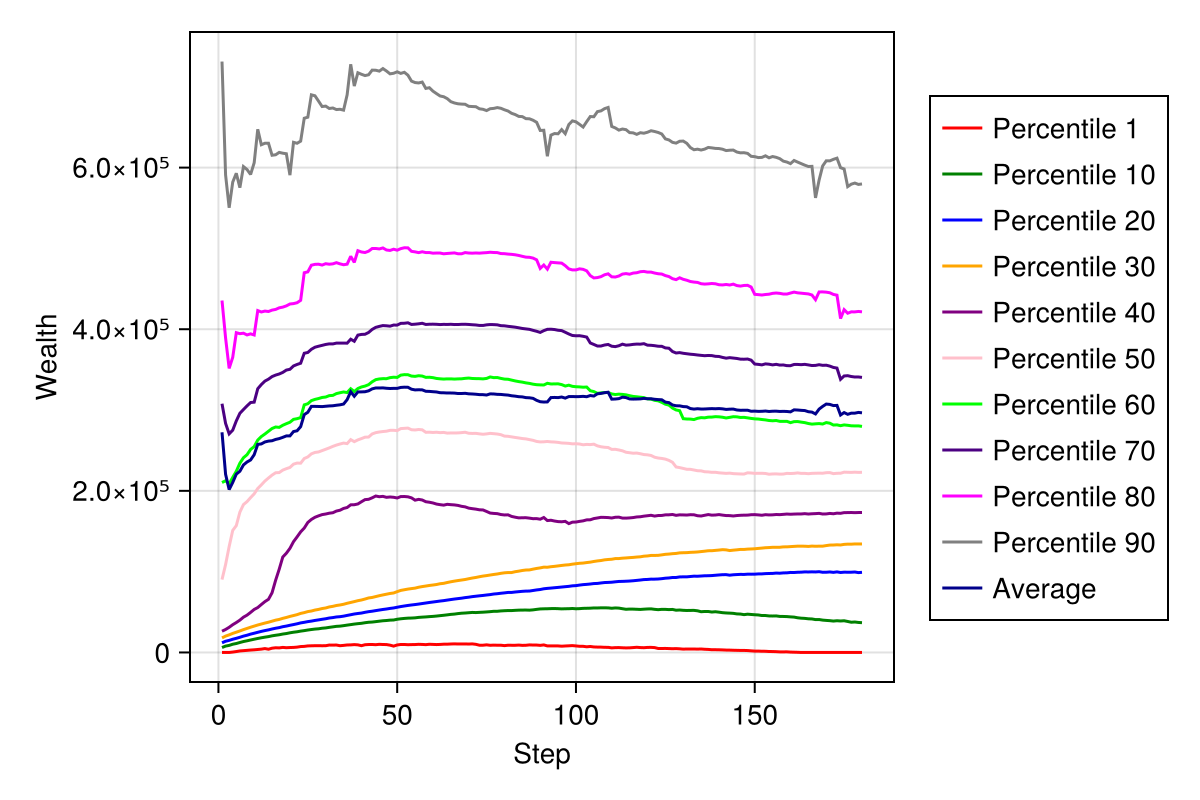 Wealth
6.0×10⁵
4.0×10⁵
2.0×10⁵
0
0 50 100 150
Step
Percentile 1
Percentile 10
Percentile 20
Percentile 30
Percentile 40
Percentile 50
Percentile 60
Percentile 70
Percentile 80
Percentile 90
Average